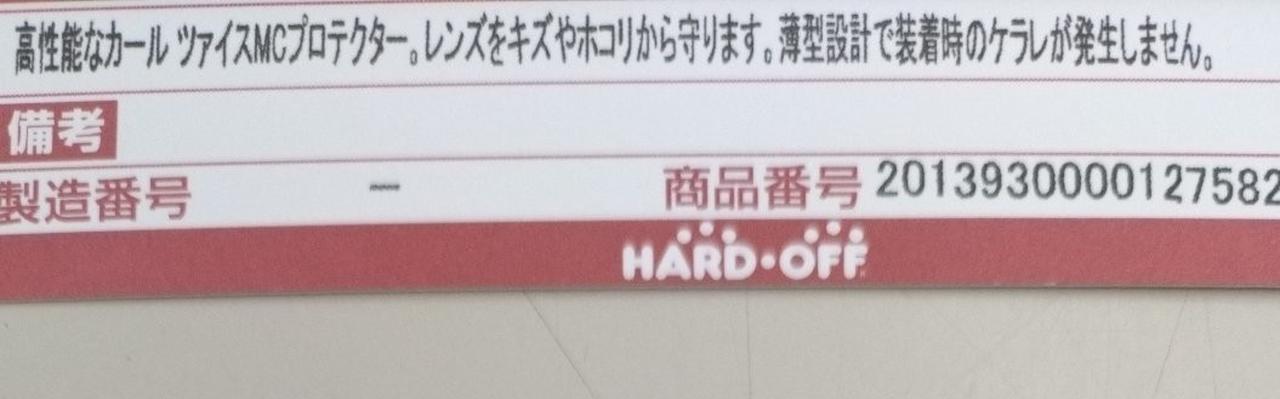 高性能なカール ツァイスMCプロテクター。レンズをキズやホコリから守ります。薄型設計で装着時のケラレが発生しません。
備考
製造番号 ー 商品番号 2013930000127582
HARD・OFF